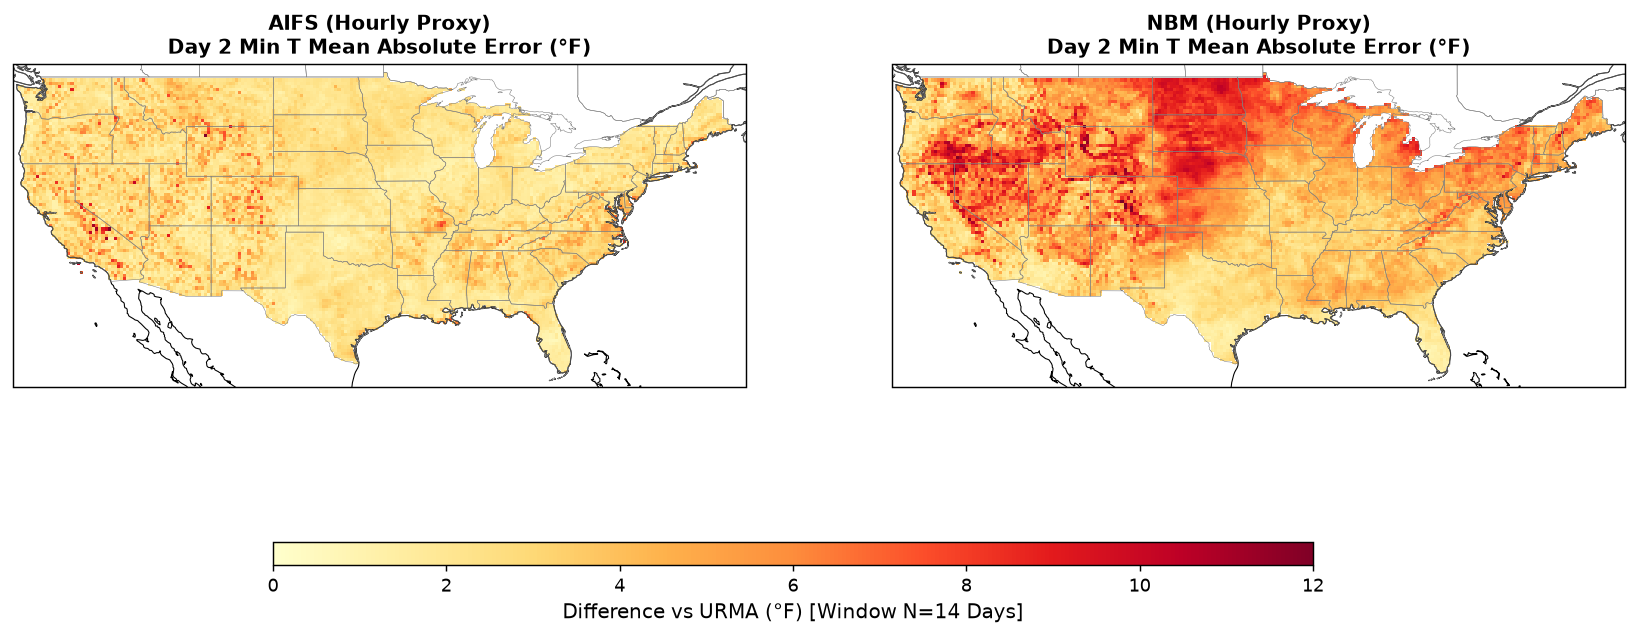 AIFS (Hourly Proxy)
Day 2 Min T Mean Absolute Error (°F)
NBM (Hourly Proxy)
Day 2 Min T Mean Absolute Error (°F)
0 2 4 6 8 10 12
Difference vs URMA (°F) [Window N=14 Days]